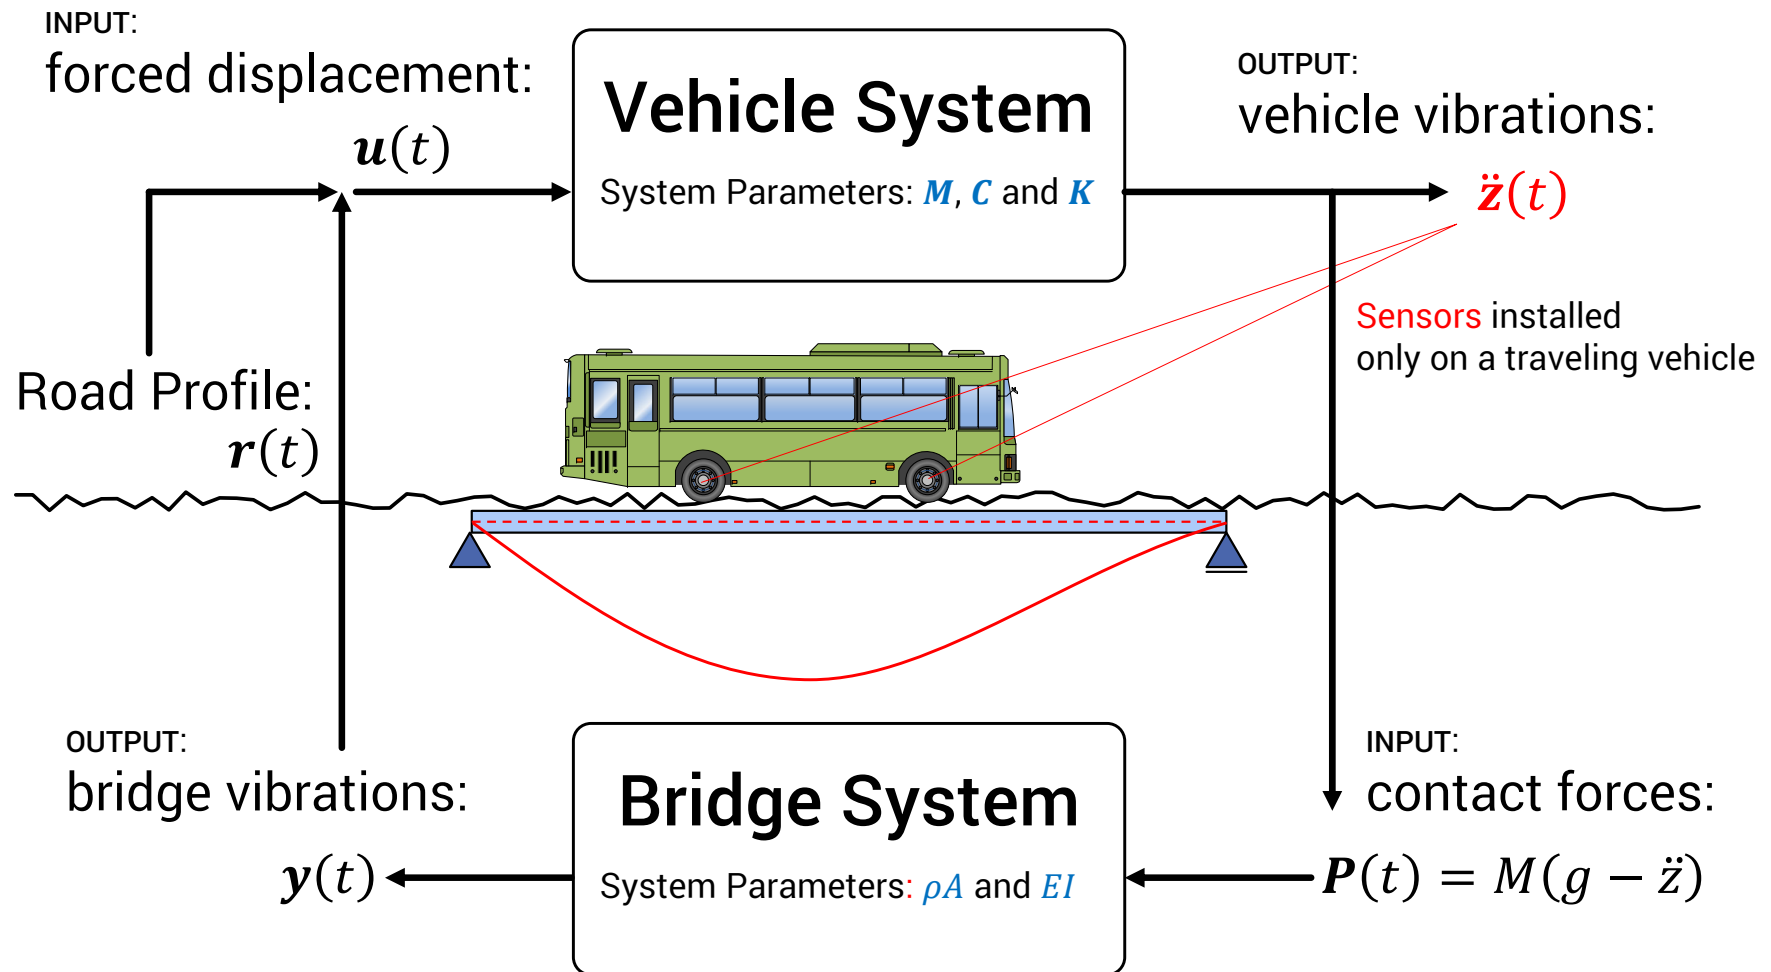 INPUT:
forced displacement:
u(t)
Vehicle System
System Parameters: M, C and K
OUTPUT:
vehicle vibrations:
z̈(t)
Sensors installed
only on a traveling vehicle
Road Profile:
r(t)
OUTPUT:
bridge vibrations:
y(t)
Bridge System
System Parameters: ρA and EI
INPUT:
contact forces:
P(t) = M(g − z̈)